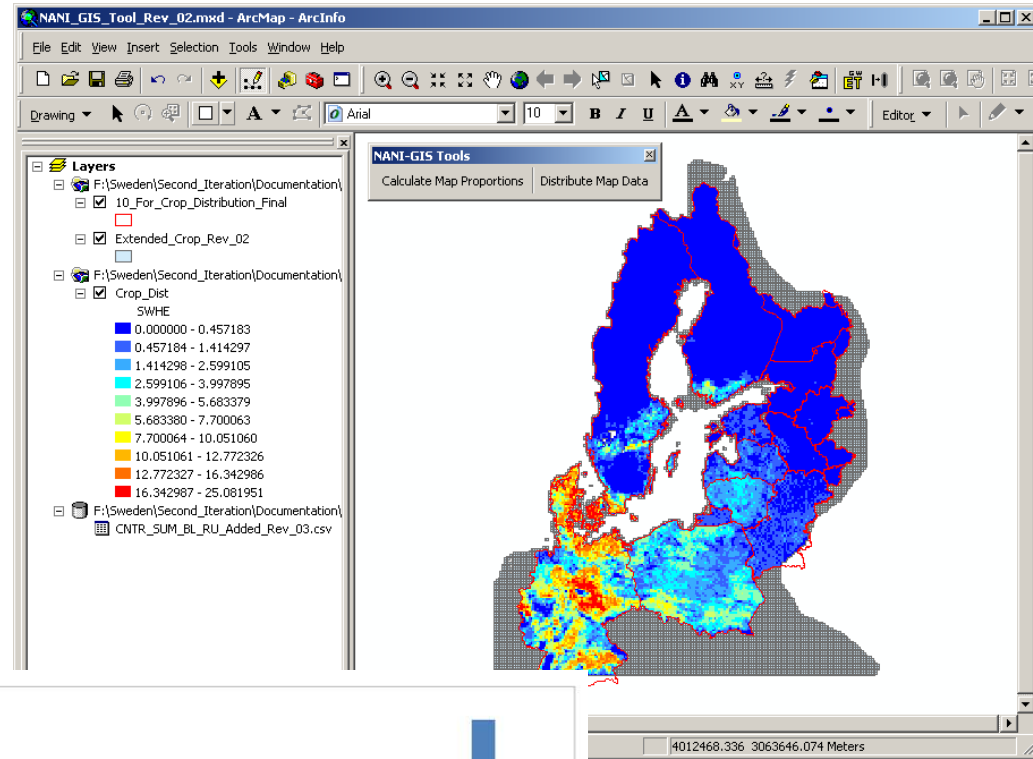 NANI_GIS_Tool_Rev_02.mxd - ArcMap - ArcInfo
File Edit View Insert Selection Tools Window Help
Drawing A Arial 10 B I U A Editor
Layers
F:\Sweden\Second_Iteration\Documentation\
10_For_Crop_Distribution_Final
Extended_Crop_Rev_02
F:\Sweden\Second_Iteration\Documentation\
Crop_Dist
SWHE
0.000000 - 0.457183
0.457184 - 1.414297
1.414298 - 2.599105
2.599106 - 3.997895
3.997896 - 5.683379
5.683380 - 7.700063
7.700064 - 10.051060
10.051061 - 12.772326
12.772327 - 16.342986
16.342987 - 25.081951
F:\Sweden\Second_Iteration\Documentation\
CNTR_SUM_BL_RU_Added_Rev_03.csv
NANI-GIS Tools
Calculate Map Proportions Distribute Map Data
4012468.336 3063646.074 Meters